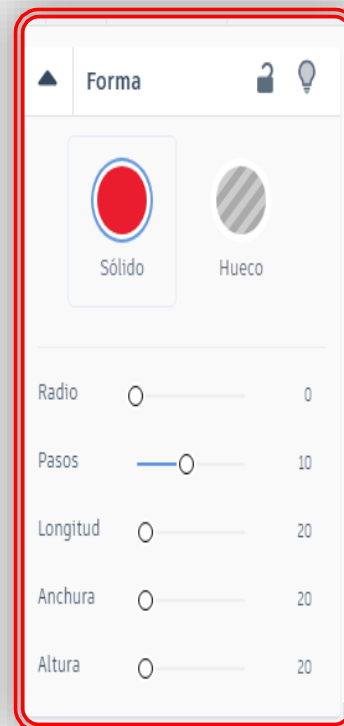 Forma
Sólido Hueco
Radio 0
Pasos 10
Longitud 20
Anchura 20
Altura 20